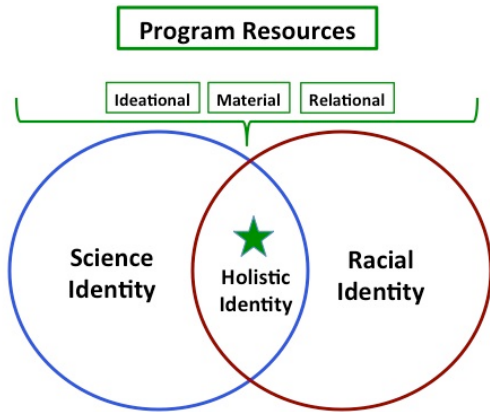 Program Resources
Ideational Material Relational
Science
Identity
Holistic
Identity
Racial
Identity